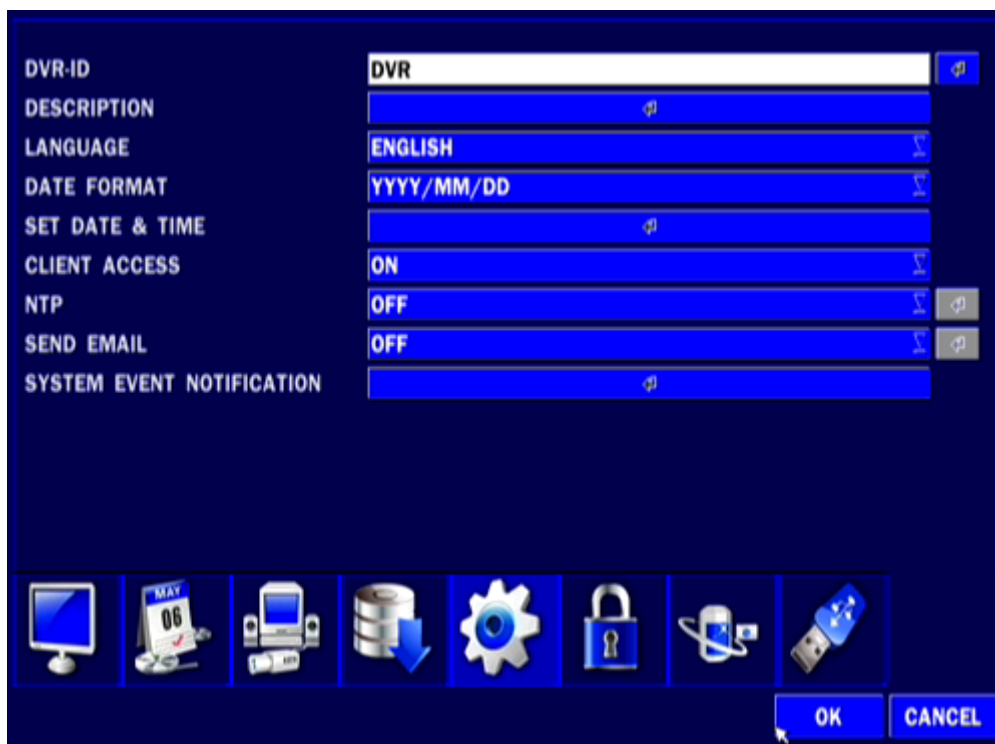 DVR-ID DVR
DESCRIPTION
LANGUAGE ENGLISH
DATE FORMAT YYYY/MM/DD
SET DATE & TIME
CLIENT ACCESS ON
NTP OFF
SEND EMAIL OFF
SYSTEM EVENT NOTIFICATION
MAY
06
OK CANCEL